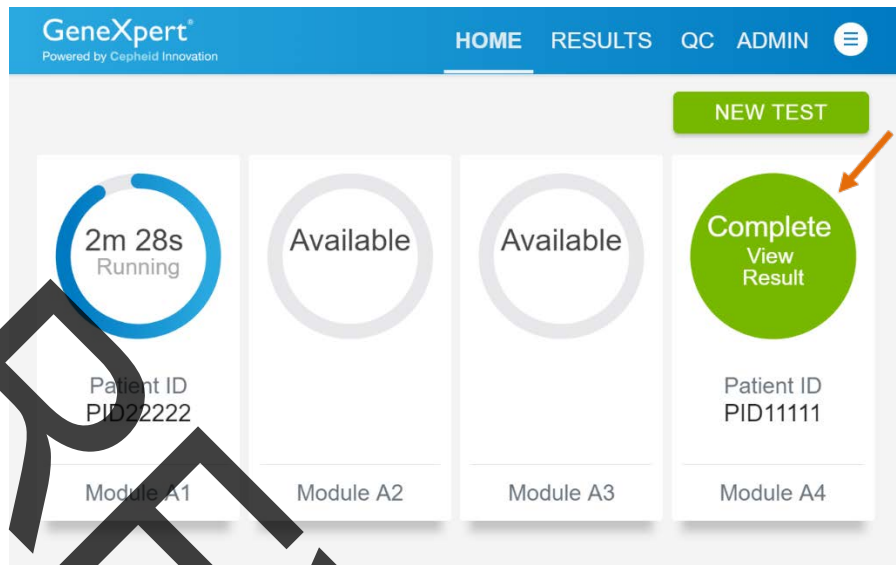 GeneXpert®
Powered by Cepheid Innovation
HOME RESULTS QC ADMIN
NEW TEST
2m 28s
Running
Patient ID
PID22222
Module A1
Available
Module A2
Available
Module A3
Complete
View
Result
Patient ID
PID11111
Module A4